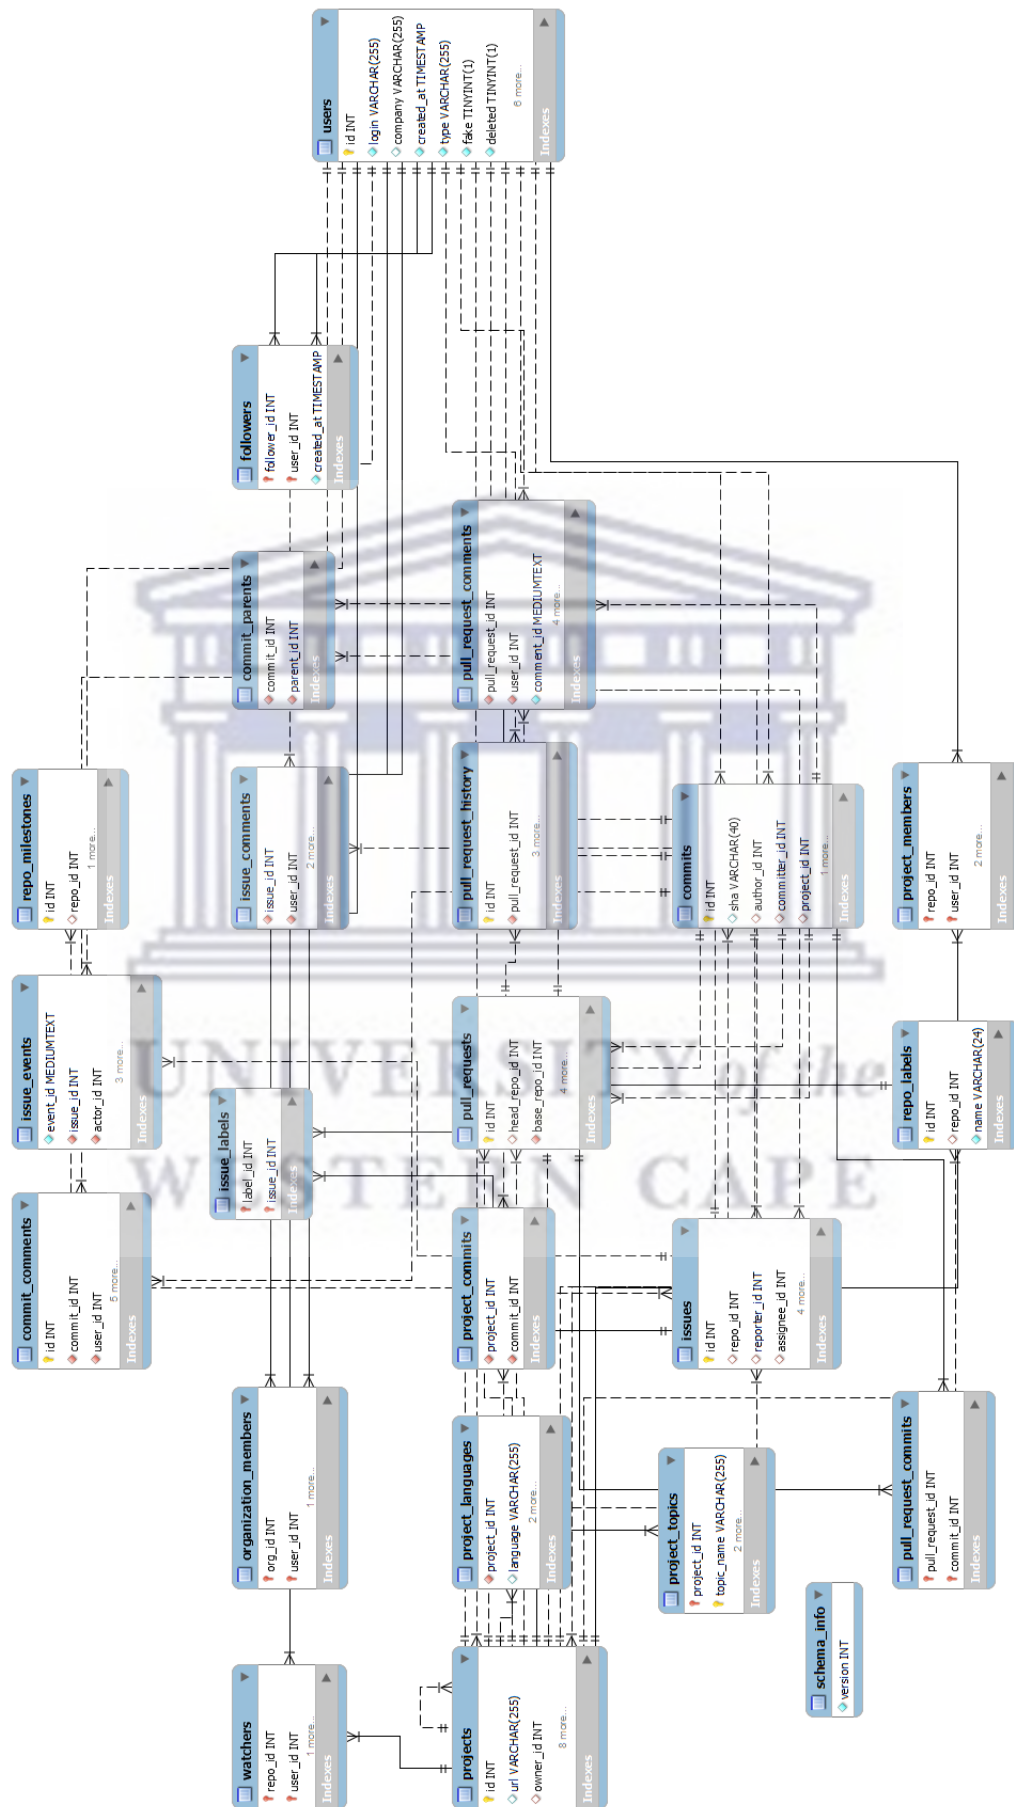 commit_comments
id INT
commit_id INT
user_id INT
6 more...
Indexes
issue_events
event_id MEDIUMTEXT
issue_id INT
actor_id INT
3 more...
Indexes
repo_milestones
id INT
repo_id INT
1 more...
Indexes
watchers
repo_id INT
user_id INT
1 more...
Indexes
organization_members
org_id INT
user_id INT
1 more...
Indexes
issue_labels
label_id INT
issue_id INT
Indexes
issue_comments
issue_id INT
user_id INT
2 more...
Indexes
commit_parents
commit_id INT
parent_id INT
Indexes
followers
follower_id INT
user_id INT
created_at TIMESTAMP
Indexes
users
id INT
login VARCHAR(255)
company VARCHAR(255)
created_at TIMESTAMP
type VARCHAR(255)
fake TINYINT(1)
deleted TINYINT(1)
6 more...
Indexes
projects
id INT
url VARCHAR(255)
owner_id INT
8 more...
Indexes
project_languages
project_id INT
language VARCHAR(255)
2 more...
Indexes
project_commits
project_id INT
commit_id INT
Indexes
pull_requests
id INT
head_repo_id INT
base_repo_id INT
4 more...
Indexes
pull_request_history
id INT
pull_request_id INT
3 more...
Indexes
pull_request_comments
pull_request_id INT
user_id INT
comment_id MEDIUMTEXT
4 more...
Indexes
project_topics
project_id INT
topic_name VARCHAR(255)
2 more...
Indexes
issues
id INT
repo_id INT
reporter_id INT
assignee_id INT
4 more...
Indexes
commits
id INT
sha VARCHAR(40)
author_id INT
committer_id INT
project_id INT
1 more...
Indexes
schema_info
version INT
pull_request_commits
pull_request_id INT
commit_id INT
Indexes
repo_labels
id INT
repo_id INT
name VARCHAR(24)
Indexes
project_members
repo_id INT
user_id INT
2 more...
Indexes
UNIVERSITY of the
WESTERN CAPE